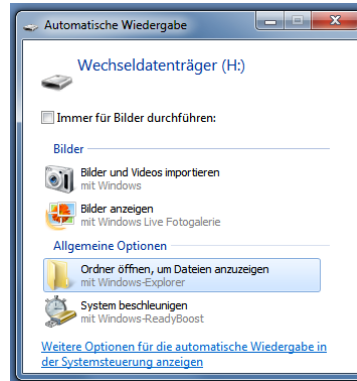 Automatische Wiedergabe
Wechseldatenträger (H:)
Immer für Bilder durchführen:
Bilder
Bilder und Videos importieren
mit Windows
Bilder anzeigen
mit Windows Live Fotogalerie
Allgemeine Optionen
Ordner öffnen, um Dateien anzuzeigen
mit Windows-Explorer
System beschleunigen
mit Windows-ReadyBoost
Weitere Optionen für die automatische Wiedergabe in
der Systemsteuerung anzeigen